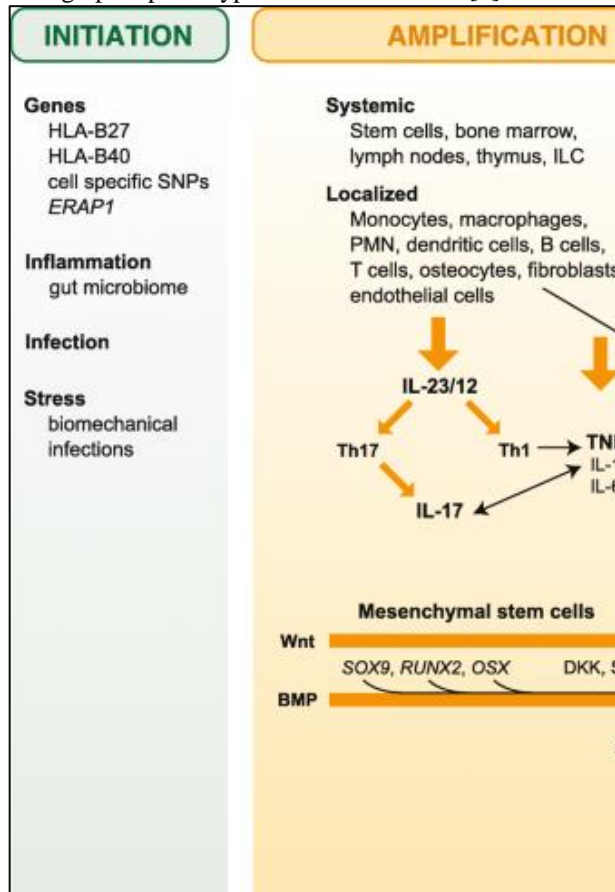 INITIATION
AMPLIFICATION
Genes
HLA-B27
HLA-B40
cell specific SNPs
ERAP1
Inflammation
gut microbiome
Infection
Stress
biomechanical
infections
Systemic
Stem cells, bone marrow,
lymph nodes, thymus, ILC
Localized
Monocytes, macrophages,
PMN, dendritic cells, B cells,
T cells, osteocytes, fibroblasts
endothelial cells
IL-23/12
Th17
Th1
IL-17
Mesenchymal stem cells
Wnt
SOX9, RUNX2, OSX
DKK,
BMP